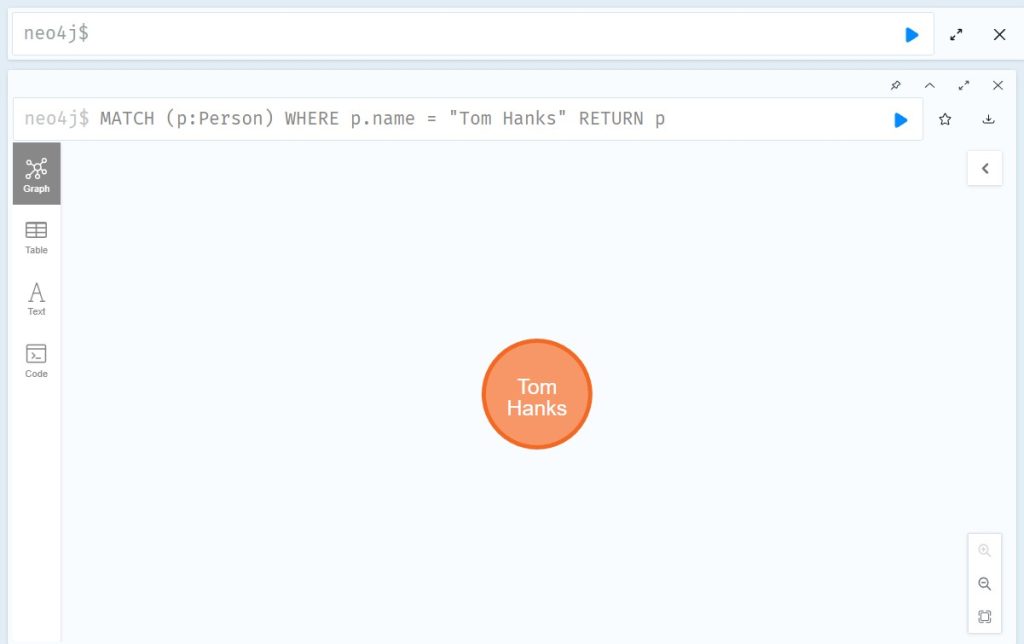 neo4j$
neo4j$ MATCH (p:Person) WHERE p.name = "Tom Hanks" RETURN p
Graph
Table
A
Text
Code
Tom
Hanks